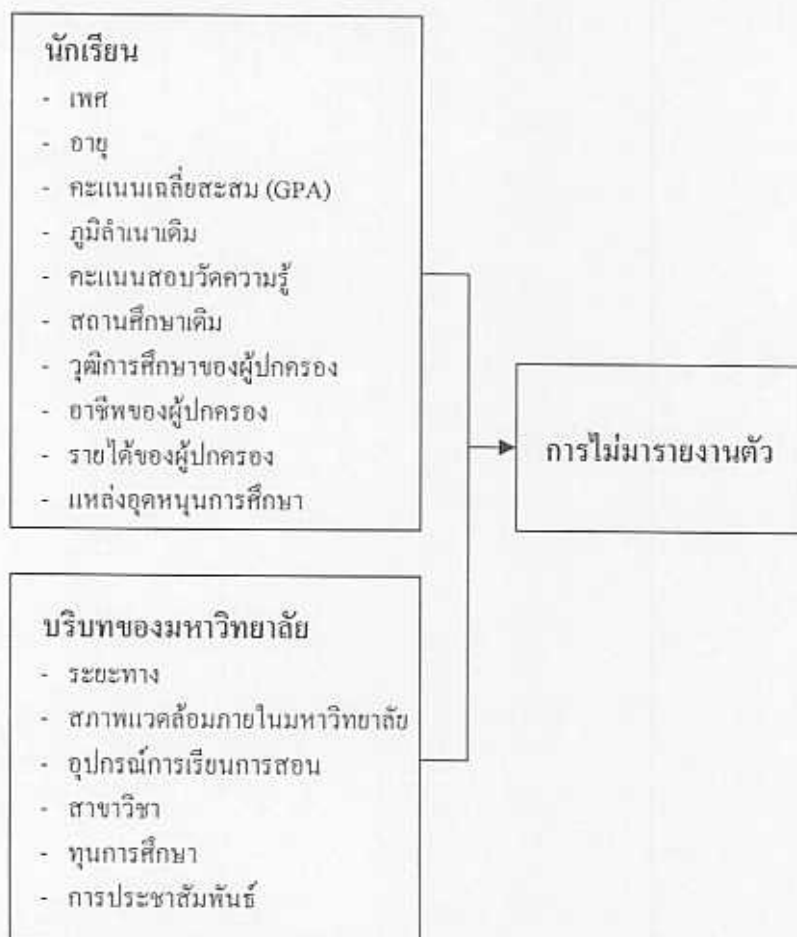 นักเรียน
- เพศ
- อายุ
- คะแนนเฉลี่ยสะสม (GPA)
- ภูมิลำเนาเดิม
- คะแนนสอบวัดความรู้
- สถานศึกษาเดิม
- วุฒิการศึกษาของผู้ปกครอง
- อาชีพของผู้ปกครอง
- รายได้ของผู้ปกครอง
- แหล่งอุดหนุนการศึกษา
การไม่มารายงานตัว
บริบทของมหาวิทยาลัย
- ระยะทาง
- สภาพแวดล้อมภายในมหาวิทยาลัย
- อุปกรณ์การเรียนการสอน
- สาขาวิชา
- ทุนการศึกษา
- การประชาสัมพันธ์